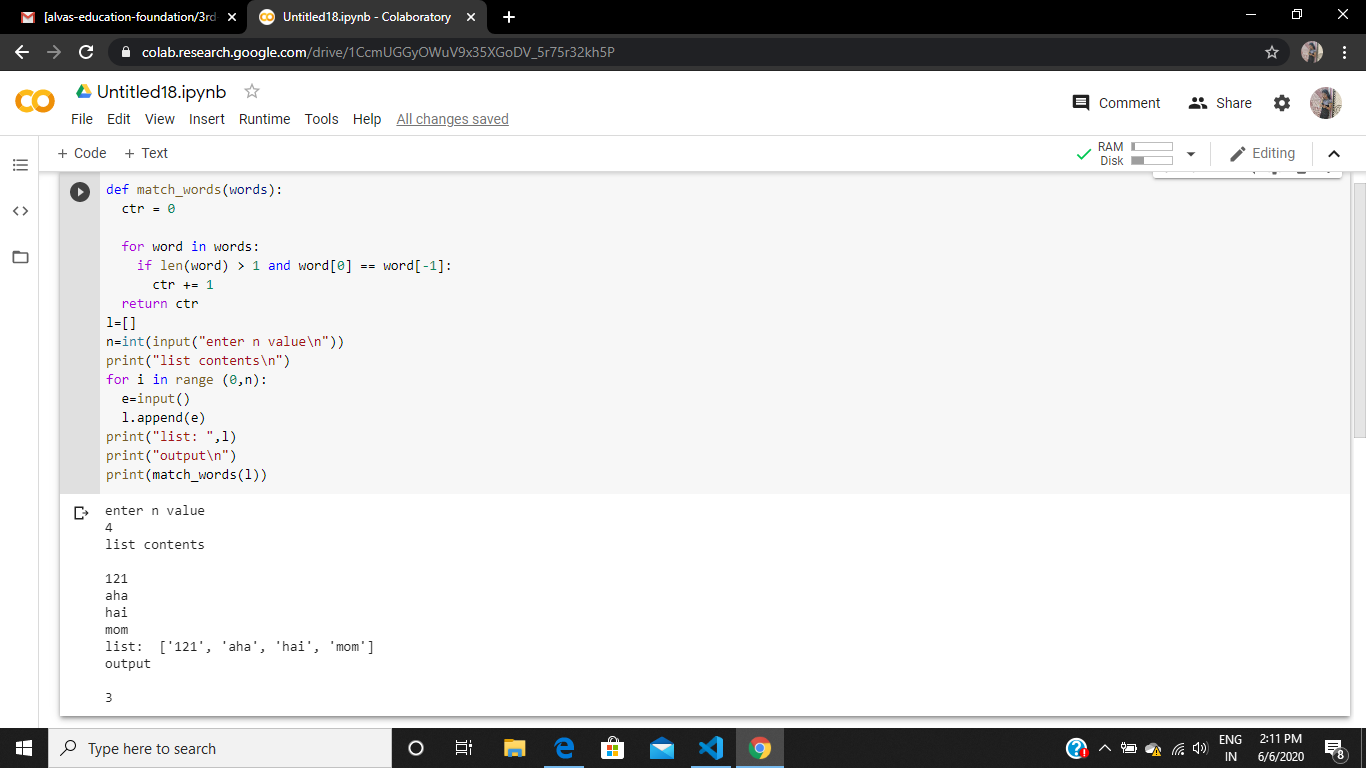 [alvas-education-foundation/3rd
Untitled18.ipynb - Colaboratory
colab.research.google.com/drive/1CcmUGGyOWuV9x35XGoDV_5r75r32kh5P
Untitled18.ipynb
Comment
Share
File Edit View Insert Runtime Tools Help All changes saved
+ Code + Text
RAM
Disk
Editing
def match_words(words):
  ctr = 0
  for word in words:
    if len(word) > 1 and word[0] == word[-1]:
      ctr += 1
  return ctr
l=[]
n=int(input("enter n value\n"))
print("list contents\n")
for i in range (0,n):
  e=input()
  l.append(e)
print("list: ",l)
print("output\n")
print(match_words(l))
enter n value
4
list contents
121
aha
hai
mom
list:  ['121', 'aha', 'hai', 'mom']
output
3
Type here to search
ENG
IN
2:11 PM
6/6/2020
8